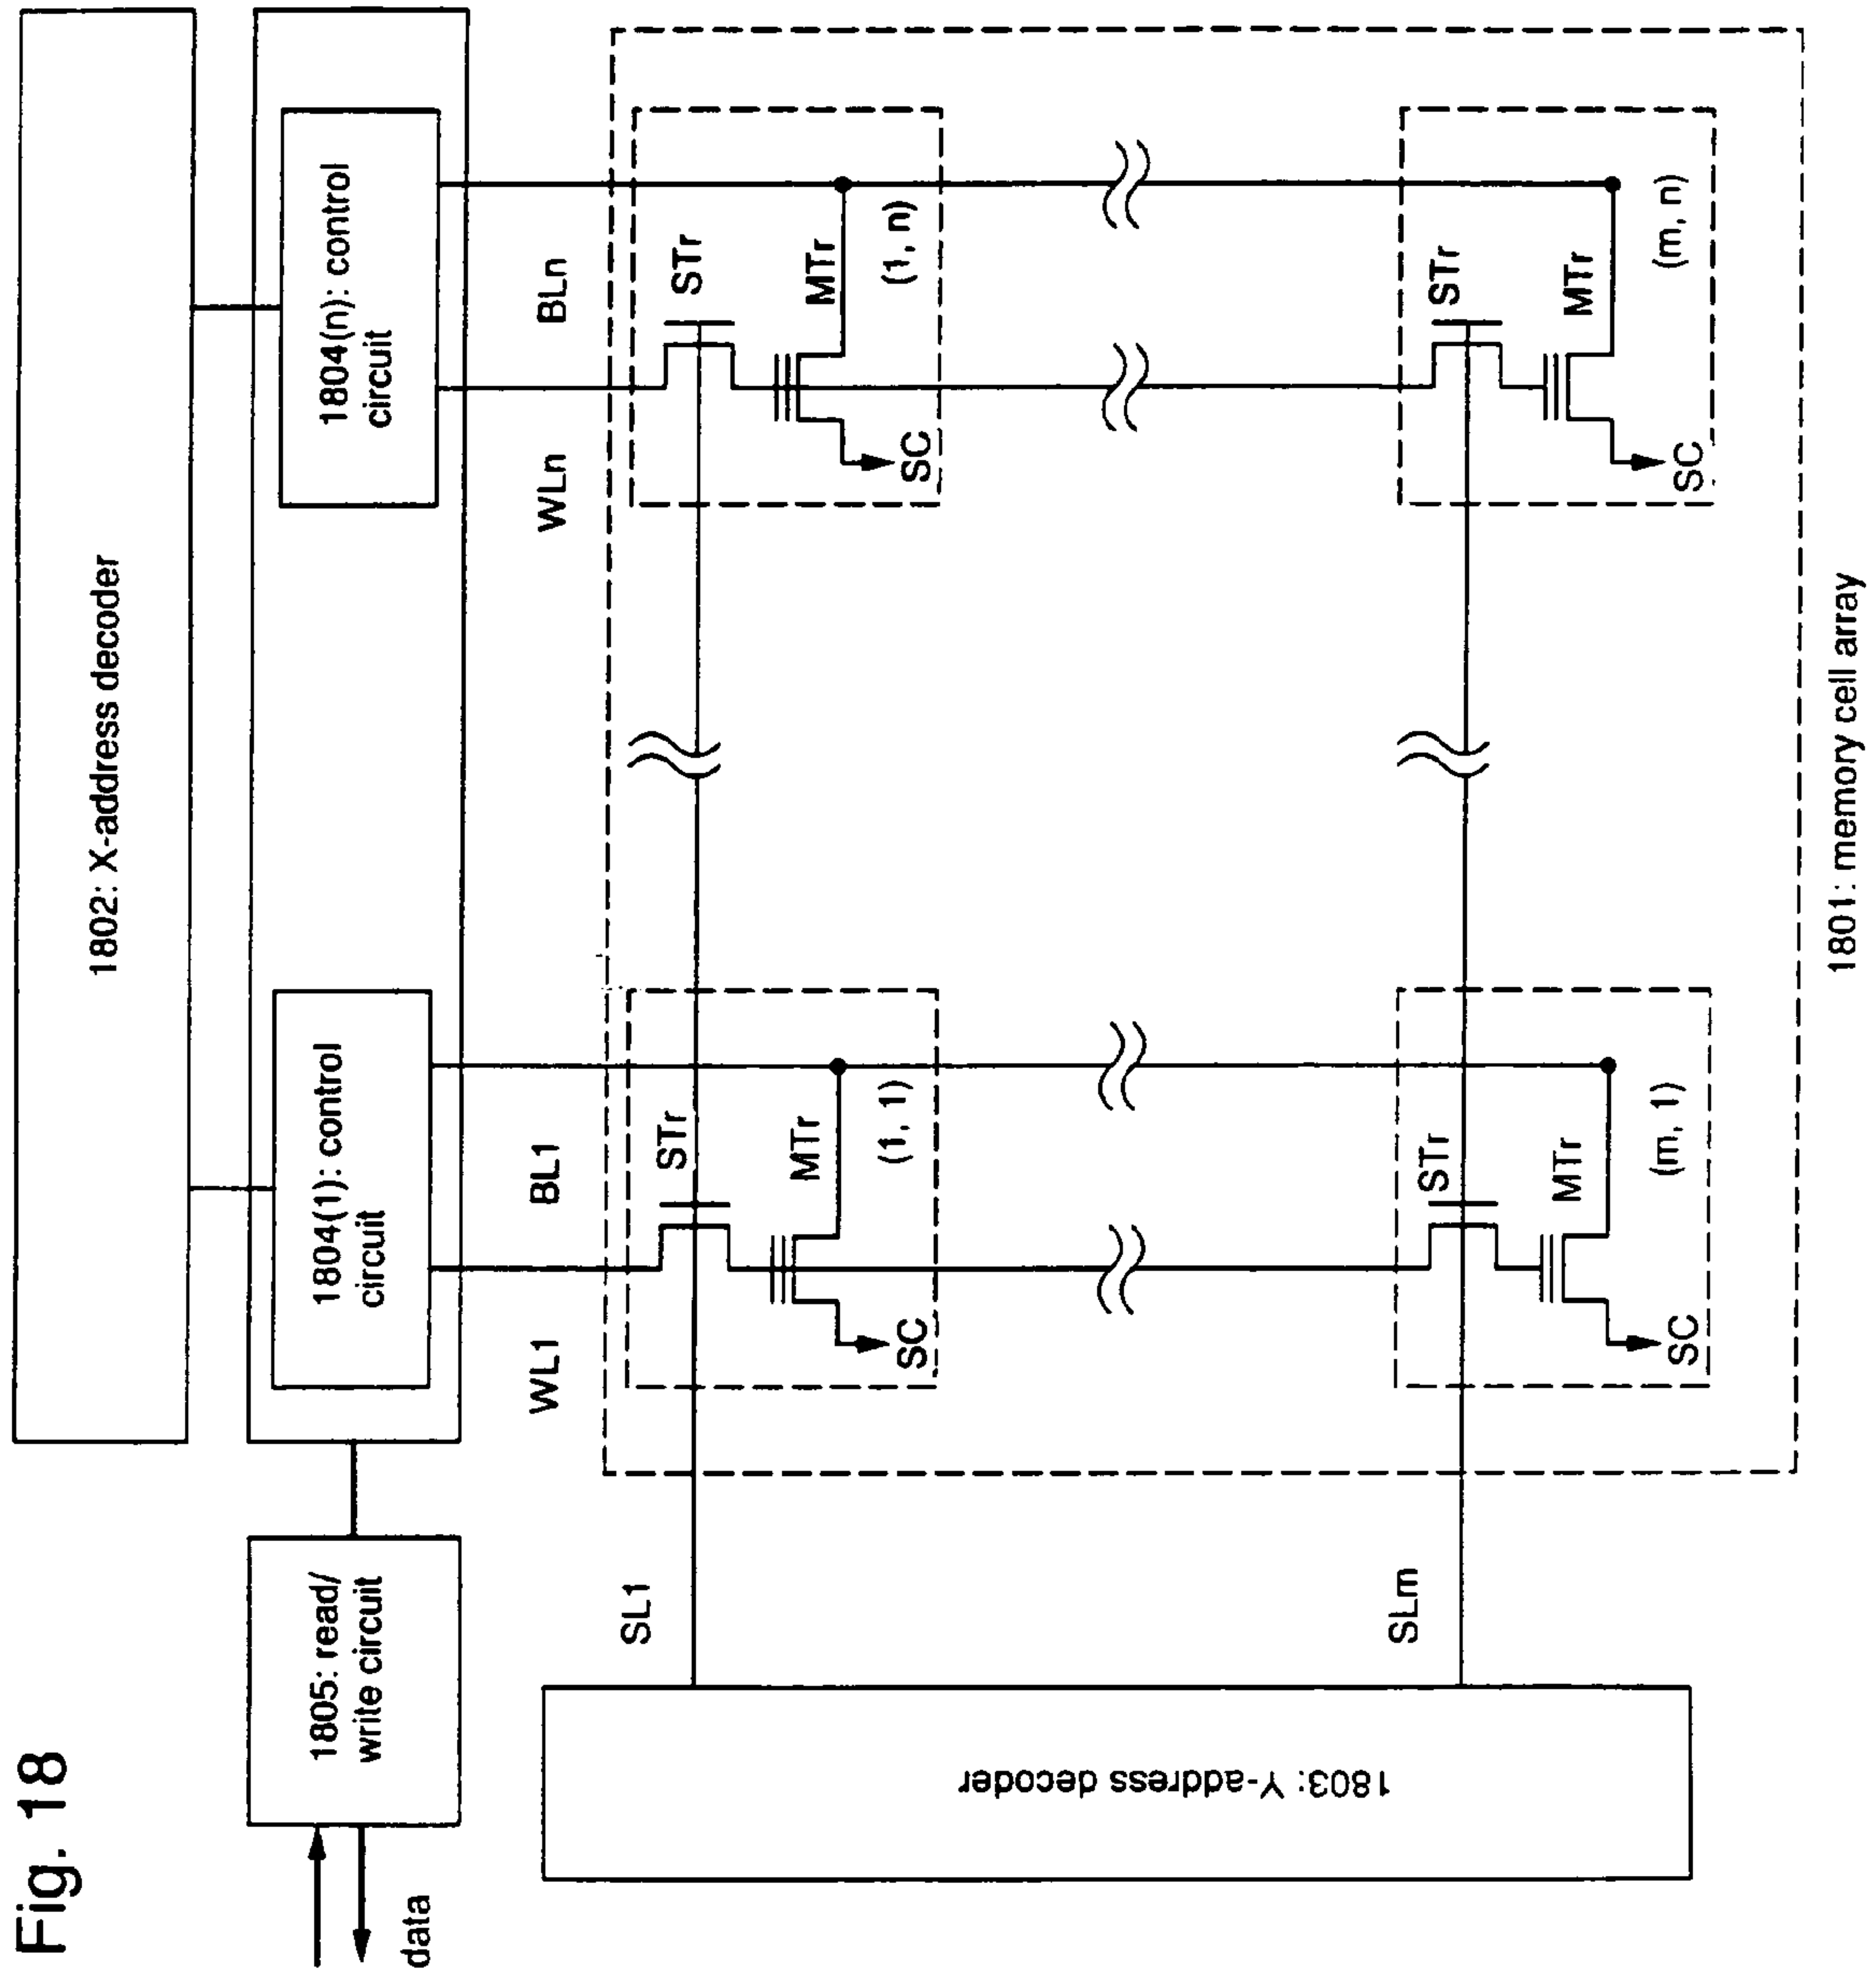 Fig. 18
1802: X-address decoder
1805: read/
write circuit
data
1804(1): control
circuit
1804(n): control
circuit
WL1
BL1
WLn
BLn
SL1
STr
MTr
SC
(1, 1)
STr
MTr
SC
(1, n)
SLm
STr
MTr
SC
(m, 1)
STr
MTr
SC
(m, n)
1803: Y-address decoder
1801: memory cell array